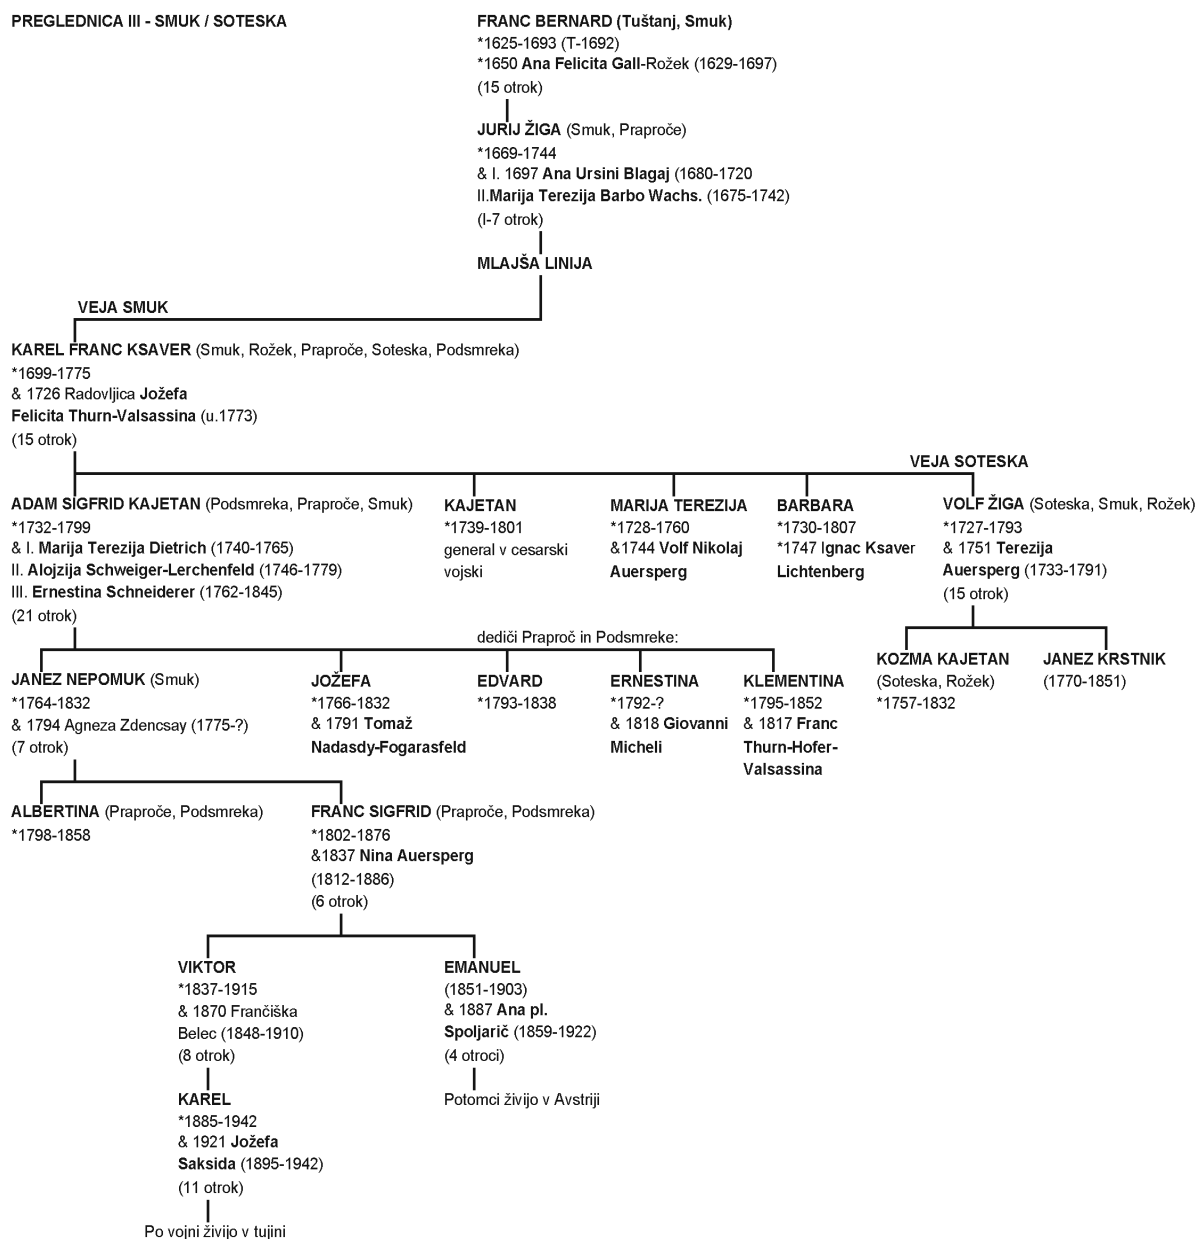 PREGLEDNICA III - SMUK / SOTESKA
FRANC BERNARD (Tuštanj, Smuk)
*1625-1693 (T-1692)
*1650 Ana Felicita Gall-Rožek (1629-1697)
(15 otrok)
JURIJ ŽIGA (Smuk, Praproče)
*1669-1744
& I. 1697 Ana Ursini Blagaj (1680-1720
II.Marija Terezija Barbo Wachs. (1675-1742)
(I-7 otrok)
MLAJŠA LINIJA
VEJA SMUK
KAREL FRANC KSAVER (Smuk, Rožek, Praproče, Soteska, Podsmreka)
*1699-1775
& 1726 Radovljica Jožefa
Felicita Thurn-Valsassina (u.1773)
(15 otrok)
VEJA SOTESKA
ADAM SIGFRID KAJETAN (Podsmreka, Praproče, Smuk)
*1732-1799
& I. Marija Terezija Dietrich (1740-1765)
II. Alojzija Schweiger-Lerchenfeld (1746-1779)
III. Ernestina Schneiderer (1762-1845)
(21 otrok)
KAJETAN
*1739-1801
general v cesarski
vojski
MARIJA TEREZIJA
*1728-1760
&1744 Volf Nikolaj
Auersperg
BARBARA
*1730-1807
*1747 Ignac Ksaver
Lichtenberg
VOLF ŽIGA (Soteska, Smuk, Rožek)
*1727-1793
& 1751 Terezija
Auersperg (1733-1791)
(15 otrok)
dediči Praproč in Podsmreke:
JANEZ NEPOMUK (Smuk)
*1764-1832
& 1794 Agneza Zdencsay (1775-?)
(7 otrok)
JOŽEFA
*1766-1832
& 1791 Tomaž
Nadasdy-Fogarasfeld
EDVARD
*1793-1838
ERNESTINA
*1792-?
& 1818 Giovanni
Micheli
KLEMENTINA
*1795-1852
& 1817 Franc
Thurn-Hofer-
Valsassina
KOZMA KAJETAN
(Soteska, Rožek)
*1757-1832
JANEZ KRSTNIK
(1770-1851)
ALBERTINA (Praproče, Podsmreka)
*1798-1858
FRANC SIGFRID (Praproče, Podsmreka)
*1802-1876
&1837 Nina Auersperg
(1812-1886)
(6 otrok)
VIKTOR
*1837-1915
& 1870 Frančiška
Belec (1848-1910)
(8 otrok)
EMANUEL
(1851-1903)
& 1887 Ana pl.
Spoljarič (1859-1922)
(4 otroci)
KAREL
*1885-1942
& 1921 Jožefa
Saksida (1895-1942)
(11 otrok)
Potomci živijo v Avstriji
Po vojni živijo v tujini